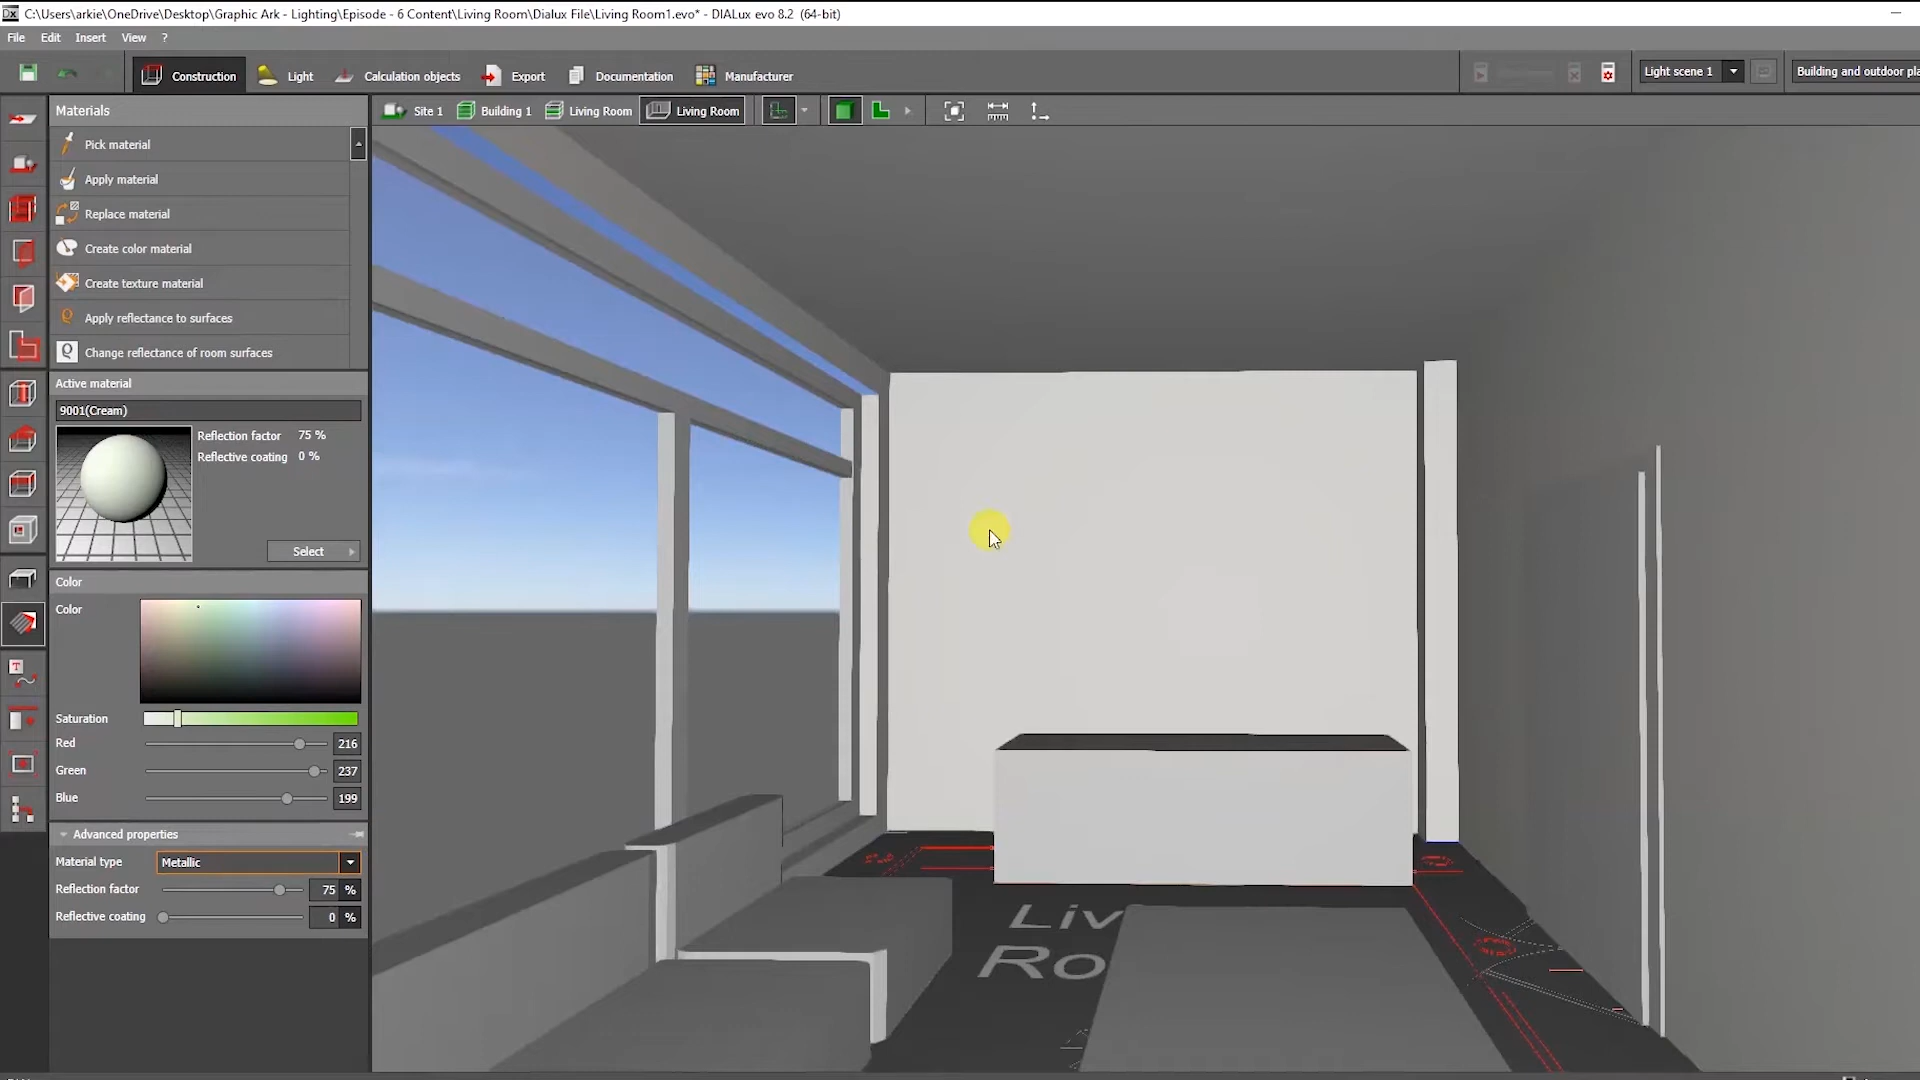 C:\Users\arkie\OneDrive\Desktop\Graphic Ark - Lighting\Episode - 6 Content\Living Room\Dialux File\Living Room1.evo* - DIALux evo 8.2 (64-bit)
File Edit Insert View ?
Construction Light Calculation objects Export Documentation Manufacturer Light scene 1 Building and outdoor pla
Materials Site 1 Building 1 Living Room Living Room
Pick material
Apply material
Replace material
Create color material
Create texture material
Apply reflectance to surfaces
Change reflectance of room surfaces
Active material
9001(Cream)
Reflection factor 75 %
Reflective coating 0 %
Select
Color
Color
Saturation
Red 216
Green 237
Blue 199
Advanced properties
Material type Metallic
Reflection factor 75 %
Reflective coating 0 %
Liv
Ro